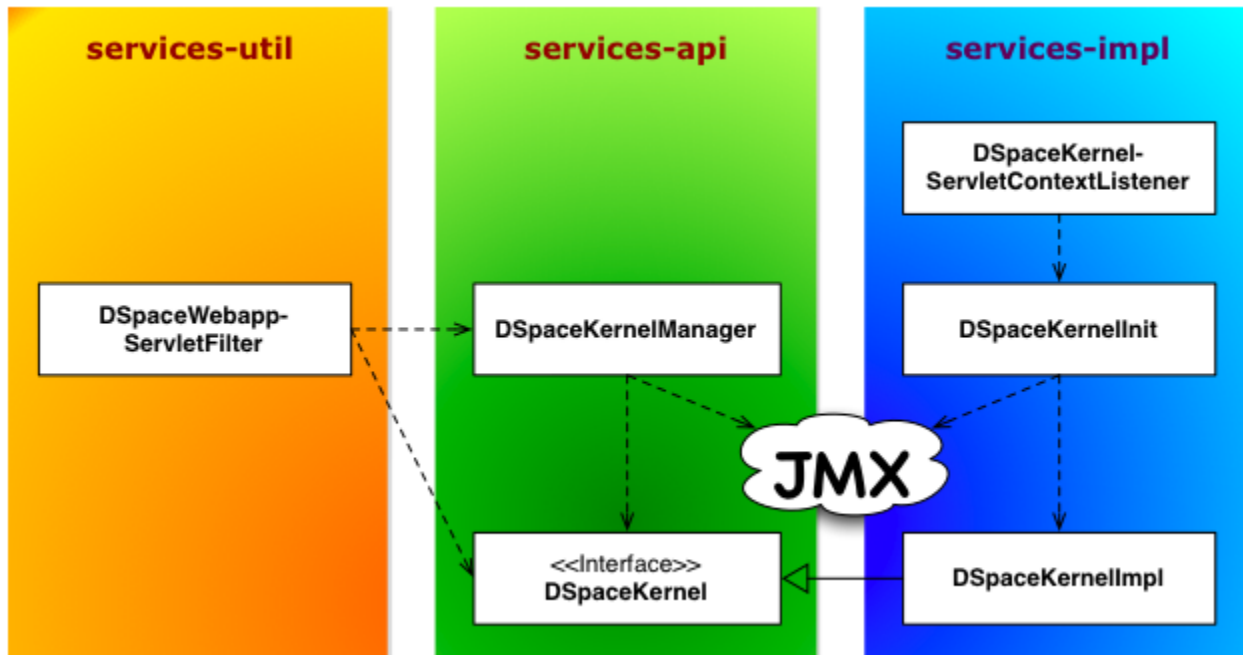 services-util
services-api
services-impl
DSpaceKernel-
ServletContextListener
DSpaceWebapp-
ServletFilter
DSpaceKernelManager
DSpaceKernelInit
JMX
<<Interface>>
DSpaceKernel
DSpaceKernelImpl